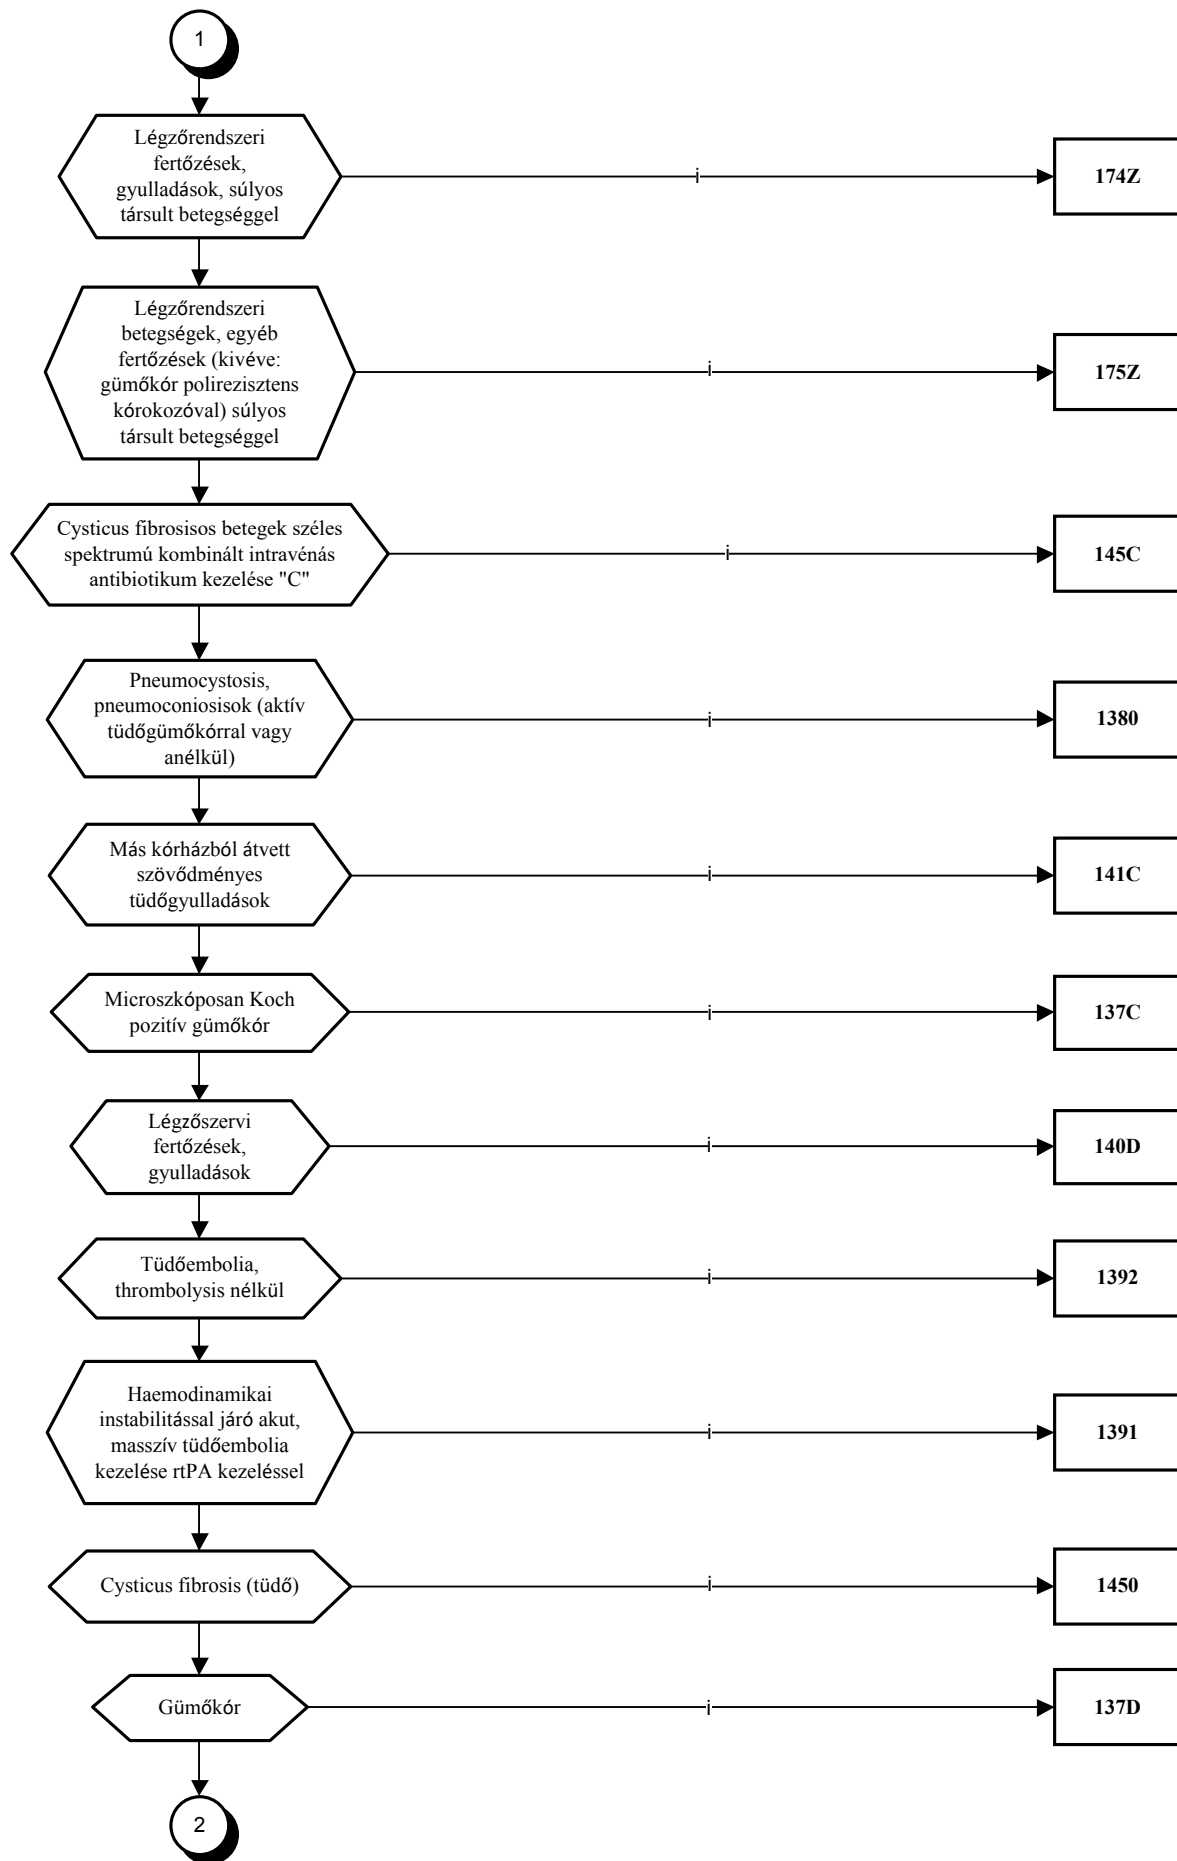 1
Légzőrendszeri
fertőzések,
gyulladások, súlyos
társult betegséggel
i
174Z
Légzőrendszeri
betegségek, egyéb
fertőzések (kivéve:
gümőkór polirezisztens
kórokozóval) súlyos
társult betegséggel
i
175Z
Cysticus fibrosisos betegek széles
spektrumú kombinált intravénás
antibiotikum kezelése "C"
i
145C
Pneumocystosis,
pneumoconiosisok (aktív
tüdőgümőkórral vagy
anélkül)
i
1380
Más kórházból átvett
szövődményes
tüdőgyulladások
i
141C
Microszkóposan Koch
pozitív gümőkór
i
137C
Légzőszervi
fertőzések,
gyulladások
i
140D
Tüdőembolia,
thrombolysis nélkül
i
1392
Haemodinamikai
instabilitással járó akut,
masszív tüdőembolia
kezelése rtPA kezeléssel
i
1391
Cysticus fibrosis (tüdő)
i
1450
Gümőkór
i
137D
2